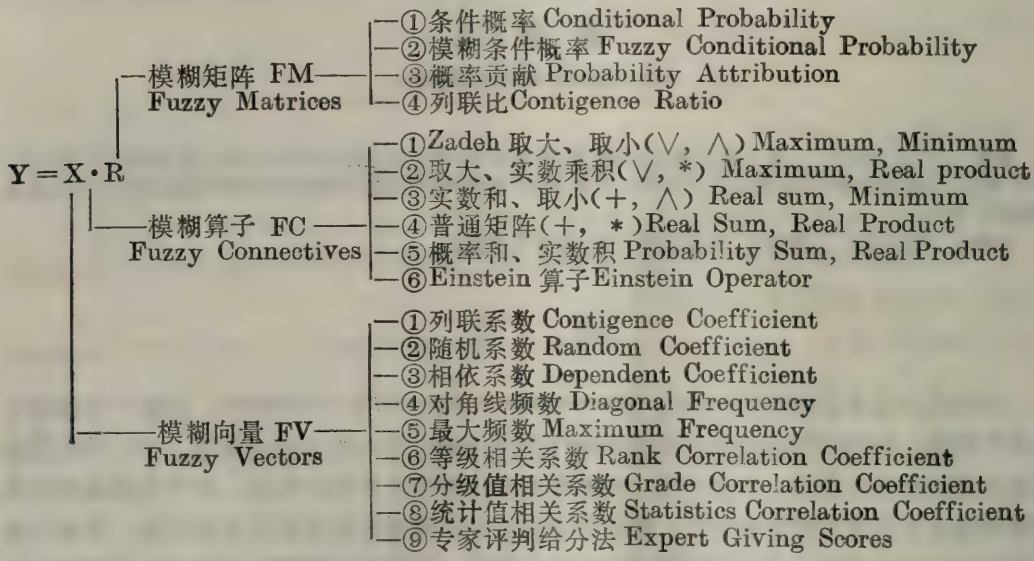 ①条件概率 Conditional Probability
②模糊条件概率 Fuzzy Conditional Probability
模糊矩阵 FM
③概率贡献 Probability Attribution
Fuzzy Matrices
④列联比Contigence Ratio
①Zadeh 取大、取小(∨, ∧) Maximum, Minimum
Y=X·R
②取大、实数乘积(∨, *) Maximum, Real product
③实数和、取小(+, ∧) Real sum, Minimum
模糊算子 FC
④普通矩阵(+, *)Real Sum, Real Product
Fuzzy Connectives
⑤概率和、实数积 Probability Sum, Real Product
⑥Einstein 算子Einstein Operator
①列联系数 Contigence Coefficient
②随机系数 Random Coefficient
③相依系数 Dependent Coefficient
④对角线频数 Diagonal Frequency
模糊向量 FV
⑤最大频数 Maximum Frequency
Fuzzy Vectors
⑥等级相关系数 Rank Correlation Coefficient
⑦分级值相关系数 Grade Correlation Coefficient
⑧统计值相关系数 Statistics Correlation Coefficient
⑨专家评判给分法 Expert Giving Scores